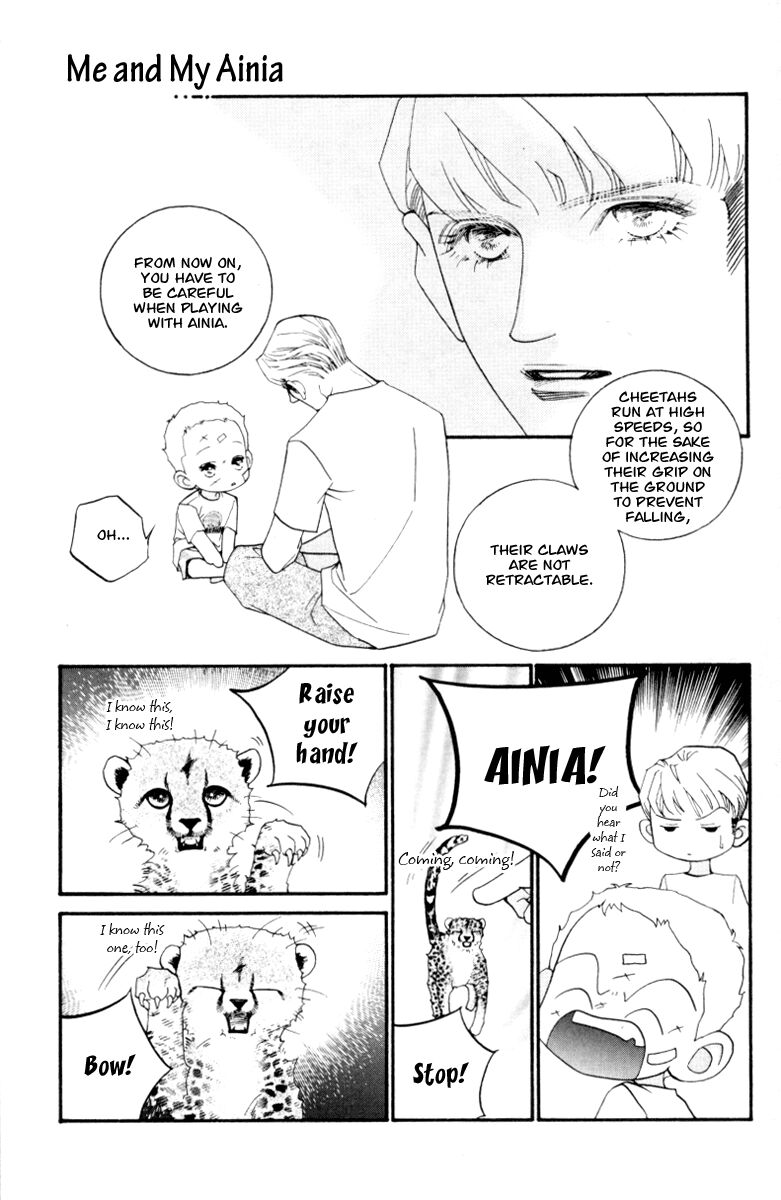 Me and My Ainia
FROM NOW ON,
YOU HAVE TO
BE CAREFUL
WHEN PLAYING
WITH AINIA.
CHEETAHS
RUN AT HIGH
SPEEDS, SO
FOR THE SAKE
OF INCREASING
THEIR GRIP ON
THE GROUND
TO PREVENT
FALLING,
THEIR CLAWS
ARE NOT
RETRACTABLE.
OH...
AINIA!
Did
you
hear
what I
said or
not?
Coming, coming!
Stop!
Raise
your
hand!
I know this,
I know this!
I know this
one, too!
Bow!